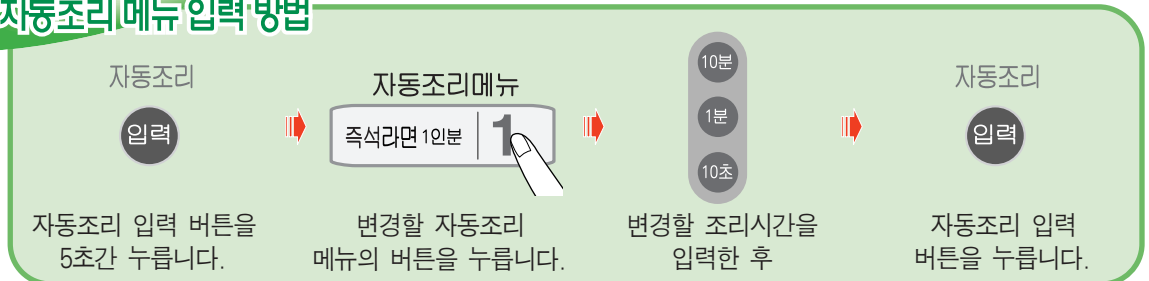 자동조리 메뉴 입력 방법
자동조리
입력
자동조리 입력 버튼을
5초간 누릅니다.
자동조리메뉴
즉석라면 1인분 1
변경할 자동조리
메뉴의 버튼을 누릅니다.
10분
1분
10초
변경할 조리시간을
입력한 후
자동조리
입력
자동조리 입력
버튼을 누릅니다.